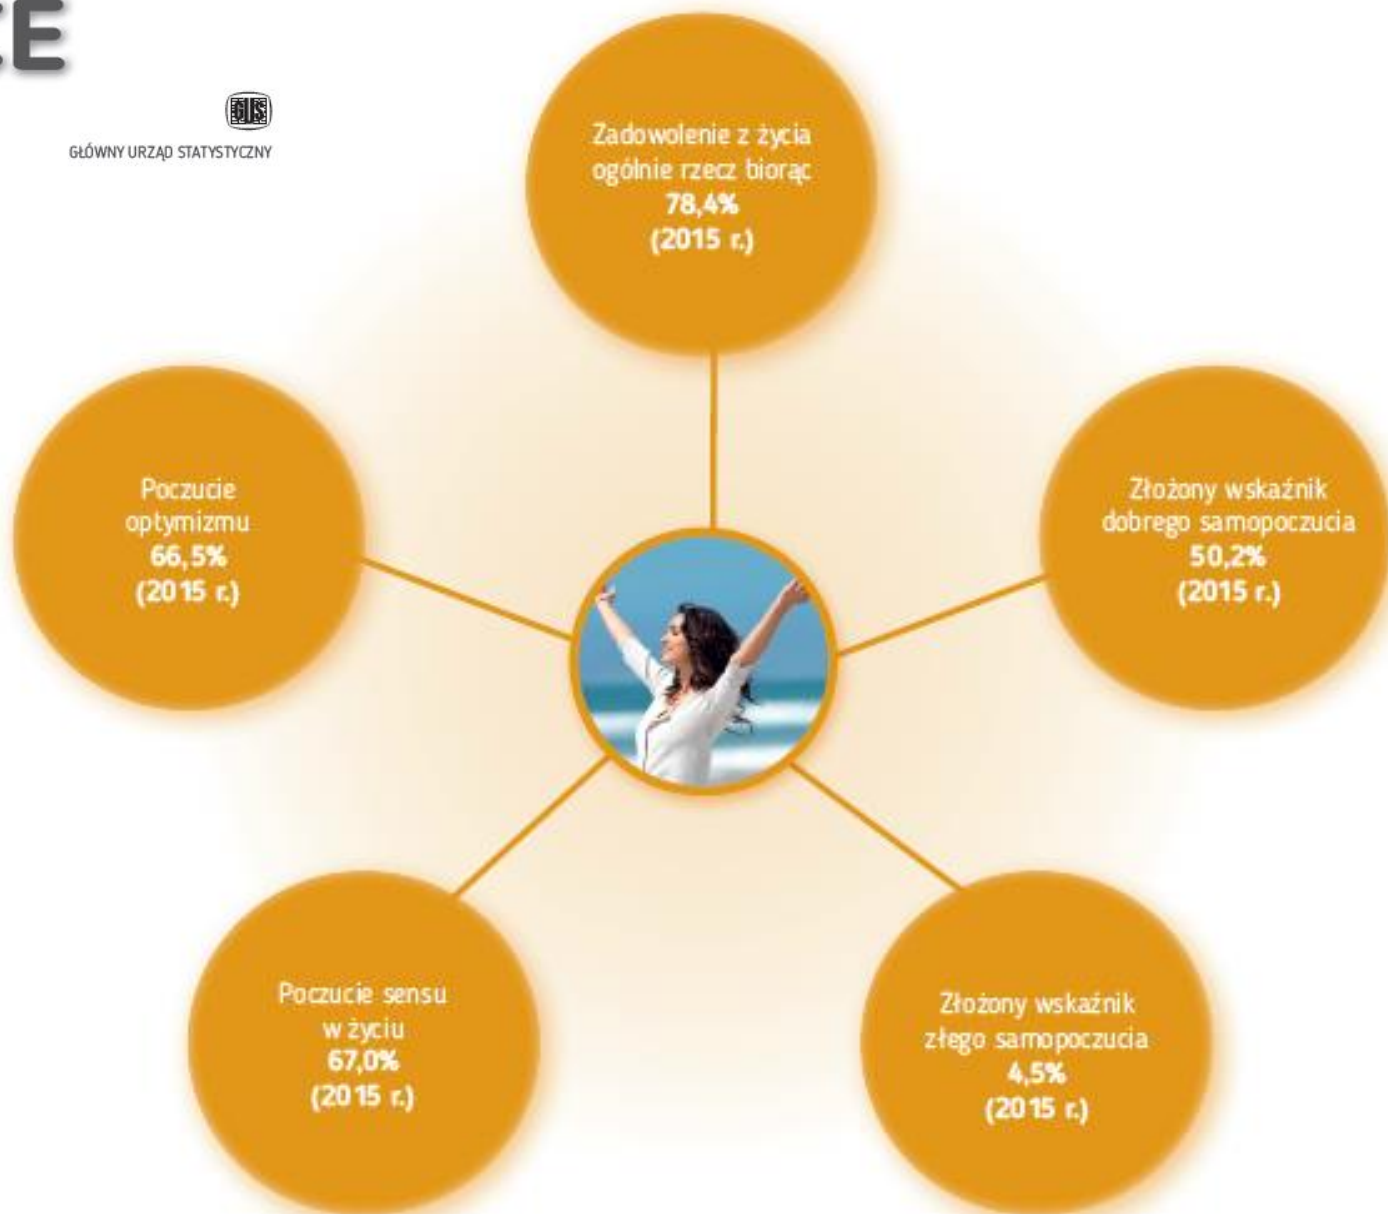 GUS
GŁÓWNY URZĄD STATYSTYCZNY
Zadowolenie z życia
ogólnie rzecz biorąc
78,4%
(2015 r.)
Poczucie
optymizmu
66,5%
(2015 r.)
Złożony wskaźnik
dobrego samopoczucia
50,2%
(2015 r.)
Poczucie sensu
w życiu
67,0%
(2015 r.)
Złożony wskaźnik
złego samopoczucia
4,5%
(2015 r.)